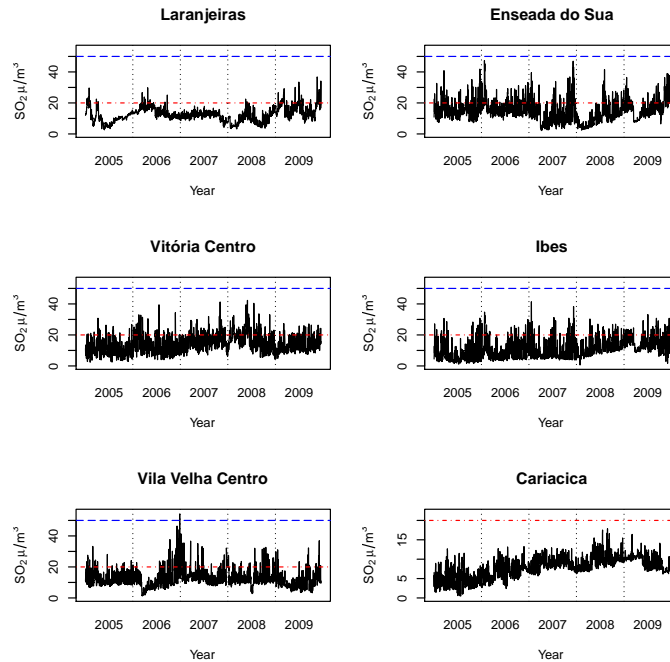 Laranjeiras
SO₂ μ/m³
0 20 40
2005 2006 2007 2008 2009
Year
Enseada do Sua
SO₂ μ/m³
0 20 40
2005 2006 2007 2008 2009
Year
Vitória Centro
SO₂ μ/m³
0 20 40
2005 2006 2007 2008 2009
Year
Ibes
SO₂ μ/m³
0 20 40
2005 2006 2007 2008 2009
Year
Vila Velha Centro
SO₂ μ/m³
0 20 40
2005 2006 2007 2008 2009
Year
Cariacica
SO₂ μ/m³
0 5 15
2005 2006 2007 2008 2009
Year